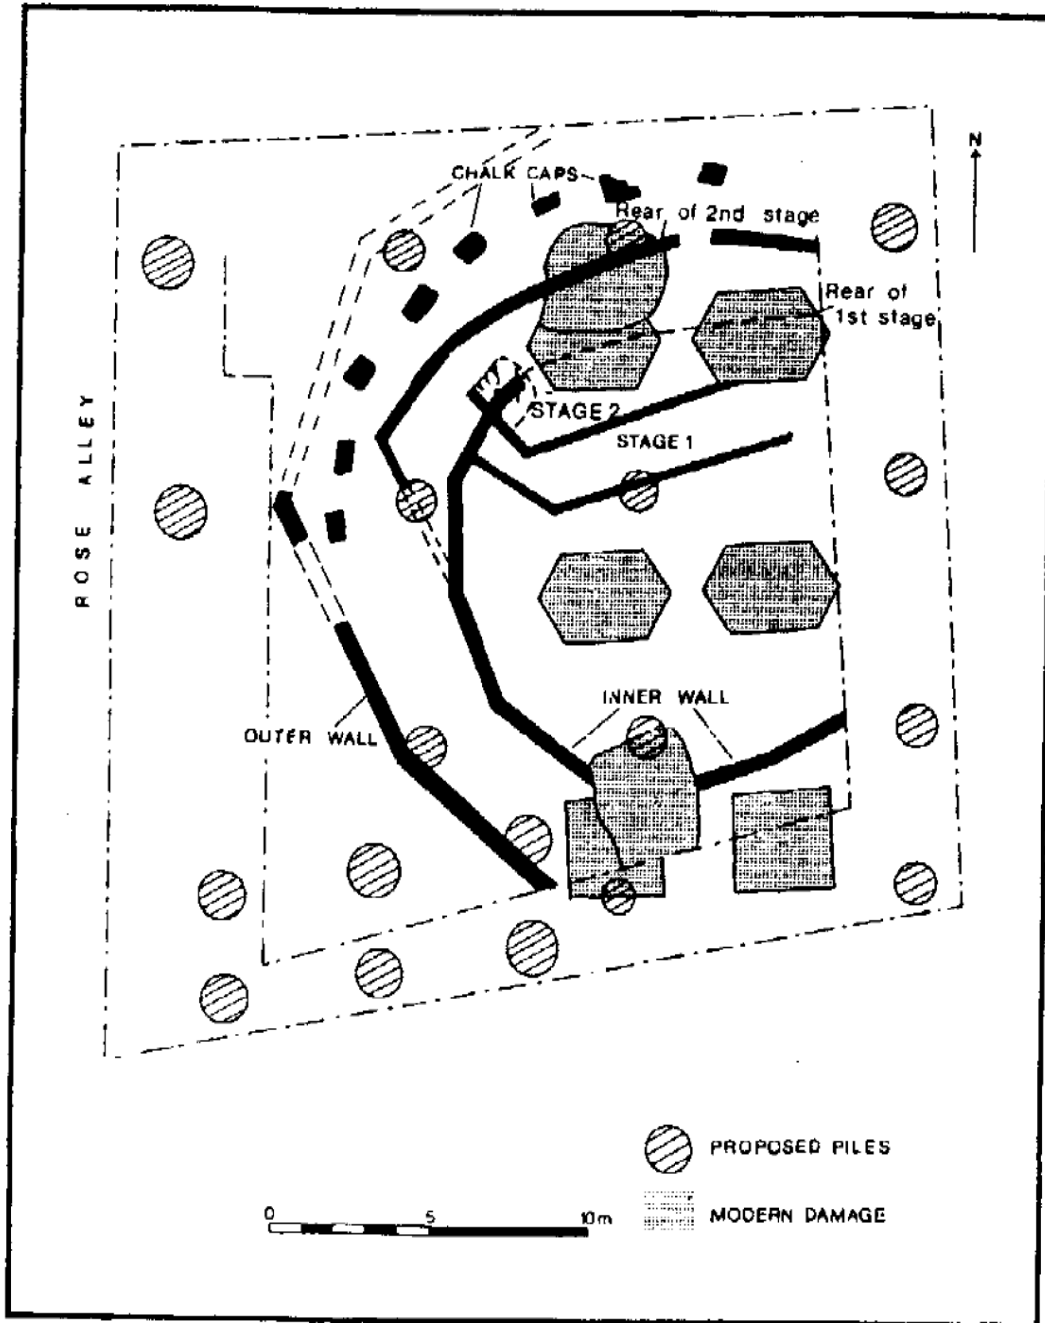 N
CHALK CAPS
Rear of 2nd stage
Rear of
1st stage
STAGE 2
STAGE 1
ROSE ALLEY
INNER WALL
OUTER WALL
PROPOSED PILES
0 5 10m
MODERN DAMAGE